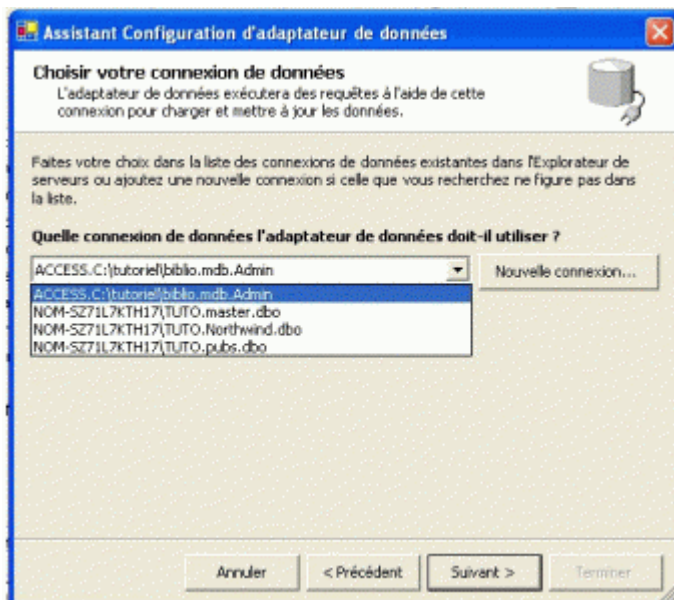 Assistant Configuration d'adaptateur de données
Choisir votre connexion de données
L'adaptateur de données exécutera des requêtes à l'aide de cette
connexion pour charger et mettre à jour les données.
Faites votre choix dans la liste des connexions de données existantes dans l'Explorateur de
serveurs ou ajoutez une nouvelle connexion si celle que vous recherchez ne figure pas dans
la liste.
Quelle connexion de données l'adaptateur de données doit-il utiliser ?
ACCESS.C:\tutoriel\biblio.mdb.Admin
Nouvelle connexion...
ACCESS.C:\tutoriel\biblio.mdb.Admin
NOM-SZ71L7KTH17\TUTO.master.dbo
NOM-SZ71L7KTH17\TUTO.Northwind.dbo
NOM-SZ71L7KTH17\TUTO.pubs.dbo
Annuler
< Précédent
Suivant >
Terminer